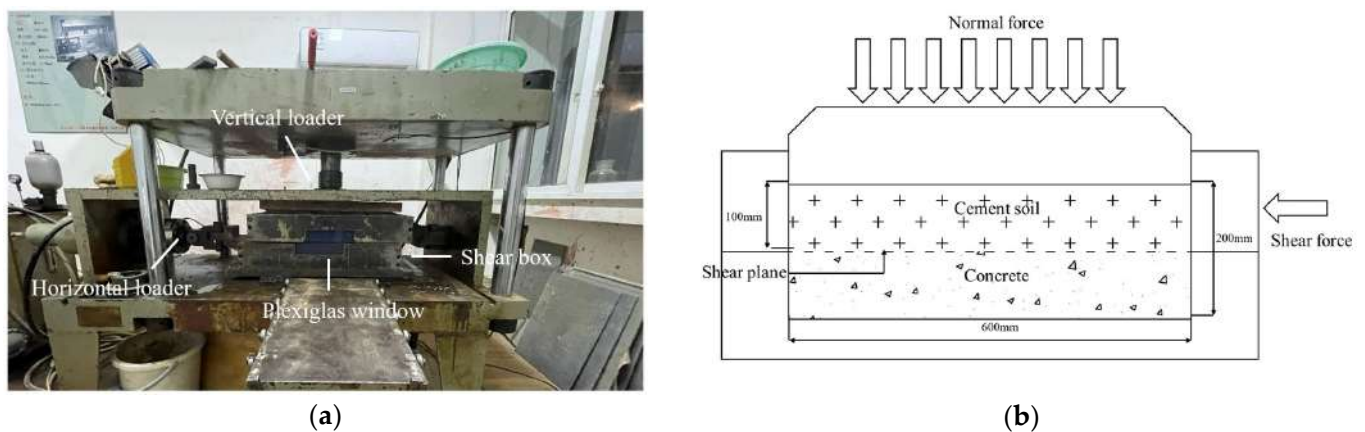 Vertical loader
Shear box
Horizontal loader
Plexiglas window
(a)
Normal force
Cement soil
100mm
200mm
Shear force
Shear plane
Concrete
600mm
(b)